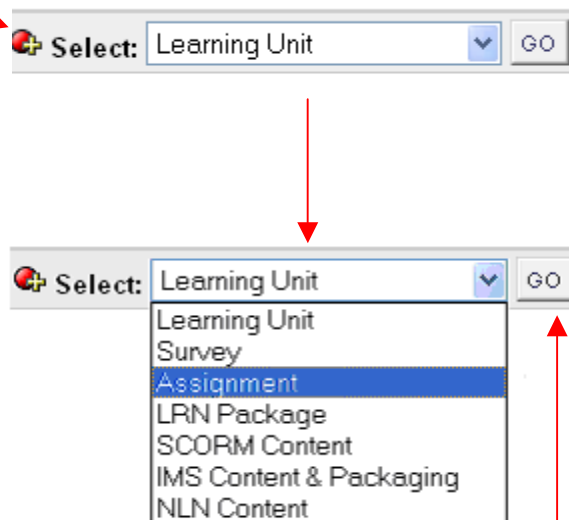 Select: Learning Unit GO
Select: Learning Unit GO
Learning Unit
Survey
Assignment
LRN Package
SCORM Content
IMS Content & Packaging
NLN Content